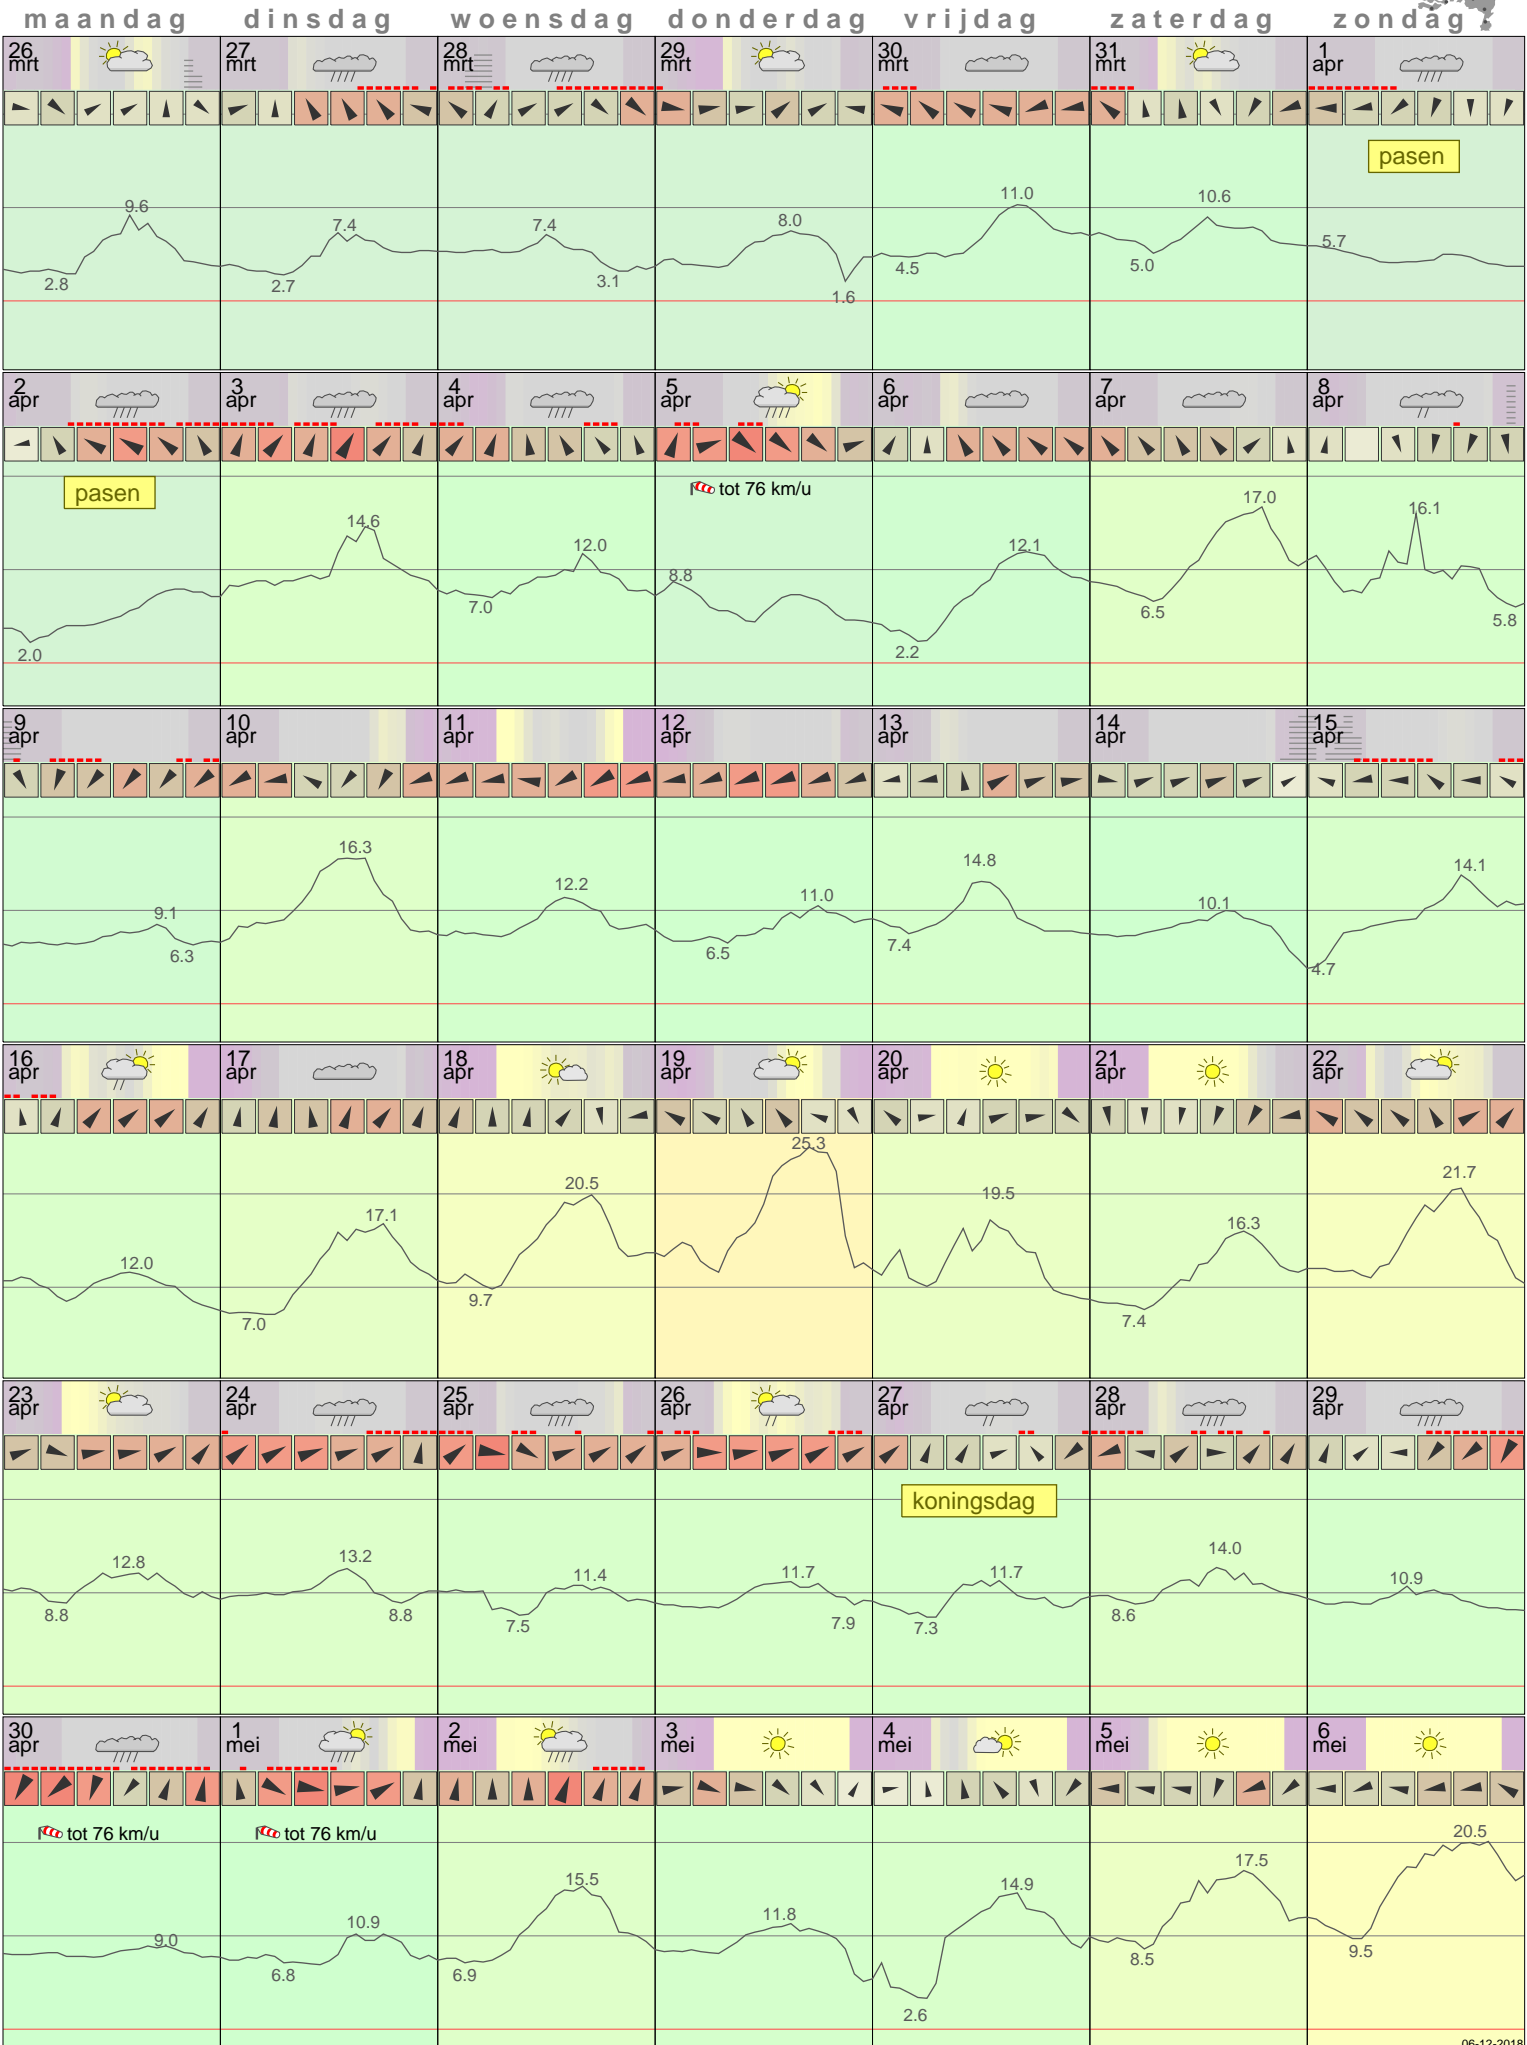 maandag dinsdag woensdag donderdag vrijdag zaterdag zondag
26 27 28 29 30 31 1
mrt mrt mrt mrt mrt mrt apr
pasen
9.6 7.4 7.4 8.0 11.0 10.6 5.7
2.8 2.7 3.1 1.6 4.5 5.0
2 3 4 5 6 7 8
apr apr apr apr apr apr apr
pasen tot 76 km/u
14.6 12.0 8.8 12.1 17.0 16.1
2.0 7.0 2.2 6.5 5.8
9 10 11 12 13 14 15
apr apr apr apr apr apr apr
9.1 16.3 12.2 11.0 14.8 10.1 14.1
6.3 6.5 7.4 4.7
16 17 18 19 20 21 22
apr apr apr apr apr apr apr
12.0 17.1 20.5 25.3 19.5 16.3 21.7
7.0 9.7 7.4
23 24 25 26 27 28 29
apr apr apr apr apr apr apr
koningsdag
12.8 13.2 11.4 11.7 11.7 14.0 10.9
8.8 8.8 7.5 7.9 7.3 8.6
30 1 2 3 4 5 6
apr mei mei mei mei mei mei
tot 76 km/u tot 76 km/u
9.0 10.9 15.5 11.8 14.9 17.5 20.5
6.8 6.9 2.6 8.5 9.5
06-12-2018